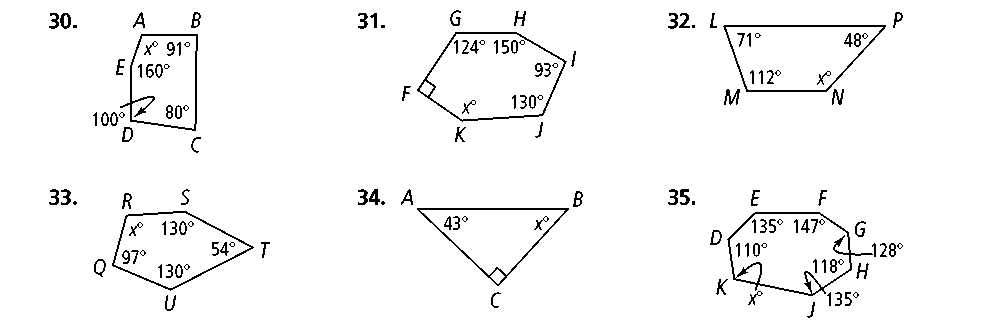 30.
A B
x° 91°
E 160°
80°
100°
D
C
31.
G H
124° 150°
I
93°
F
x° 130°
K J
32.
L P
71° 48°
112° x°
M N
33.
R S
x° 130°
54° T
Q 97°
130°
U
34.
A B
43° x°
C
35.
E F
135° 147°
D G
110° 128°
118° H
K
x° 135°
J